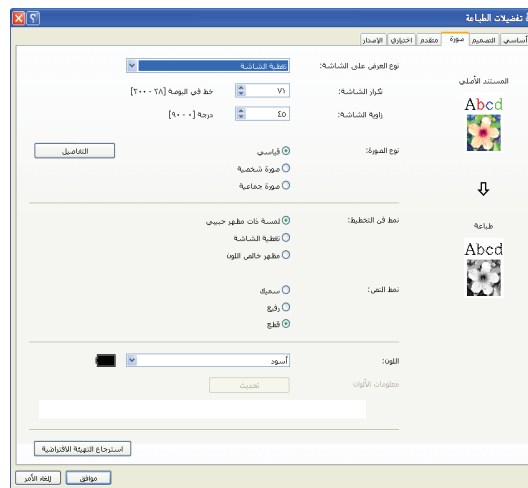 تفضيلات الطباعة
أساسي
التصميم
صورة
متقدم
اختياري
الإصدار
المستند الأصلي
Abcd
طباعة
Abcd
نوع العرض على الشاشة:
تغطية الشاشة
تكرار الشاشة:
٧١
خط في البوصة [٣٨ - ٢٠٠]
زاوية الشاشة:
٤٥
درجة [٠ - ٩٠]
نوع الصورة:
قياسي
التفاصيل
صورة شخصية
صورة جماعية
نمط فن التخطيط:
لمسة ذات مظهر حبيبي
تغطية الشاشة
مظهر خالص اللون
نمط النص:
سميك
رفيع
قطع
اللون:
أسود
معلومات الألوان
تحديث
استرجاع التهيئة الافتراضية
موافق
إلغاء الأمر